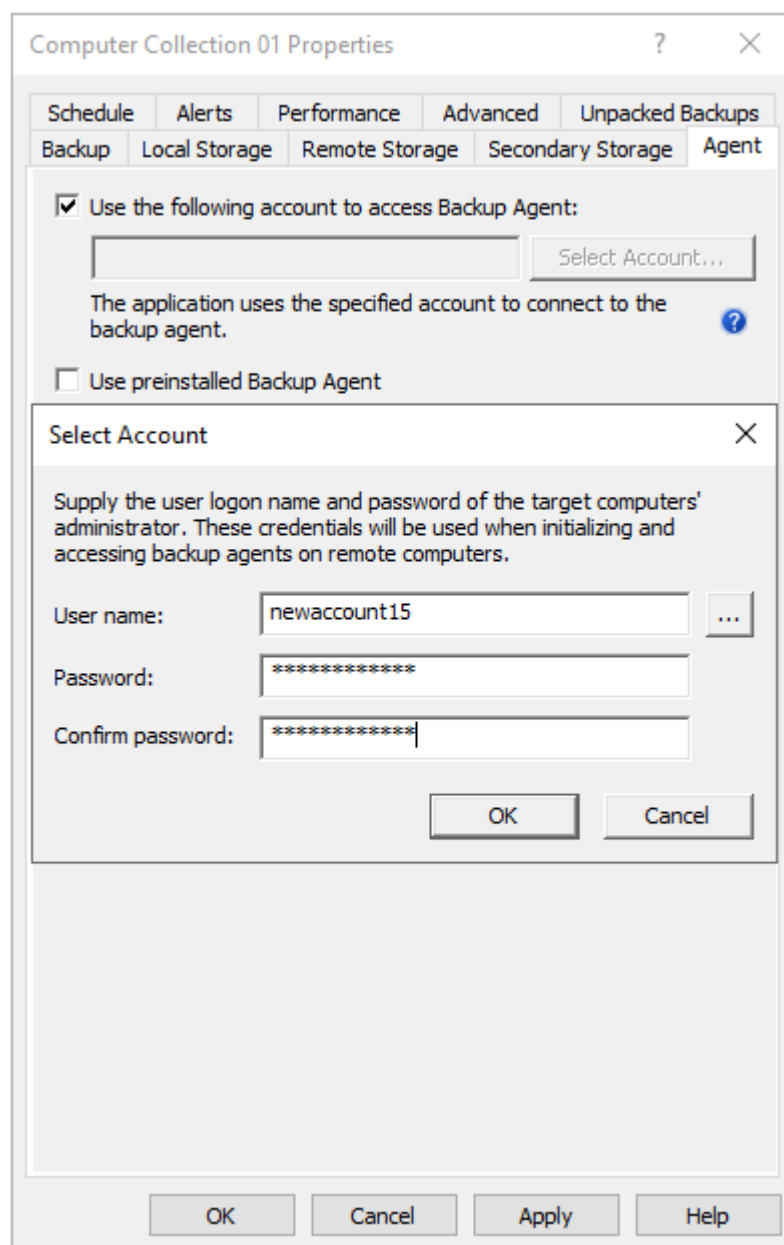 Computer Collection 01 Properties ?
Schedule Alerts Performance Advanced Unpacked Backups
Backup Local Storage Remote Storage Secondary Storage Agent
Use the following account to access Backup Agent:
Select Account...
The application uses the specified account to connect to the
backup agent.
?
Use preinstalled Backup Agent
Select Account
Supply the user logon name and password of the target computers'
administrator. These credentials will be used when initializing and
accessing backup agents on remote computers.
User name: newaccount15 ...
Password: ************
Confirm password: ************
OK Cancel
OK Cancel Apply Help